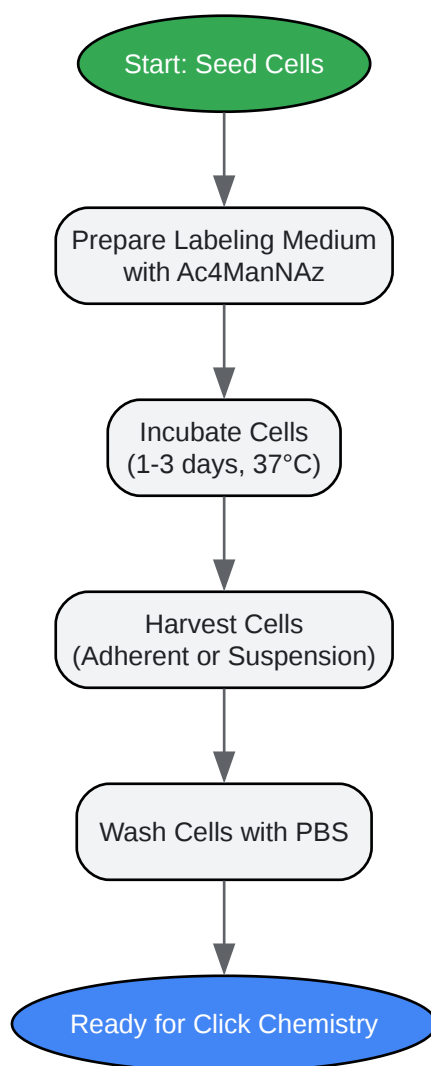 Start: Seed Cells
Prepare Labeling Medium
with Ac4ManNAz
Incubate Cells
(1-3 days, 37°C)
Harvest Cells
(Adherent or Suspension)
Wash Cells with PBS
Ready for Click Chemistry